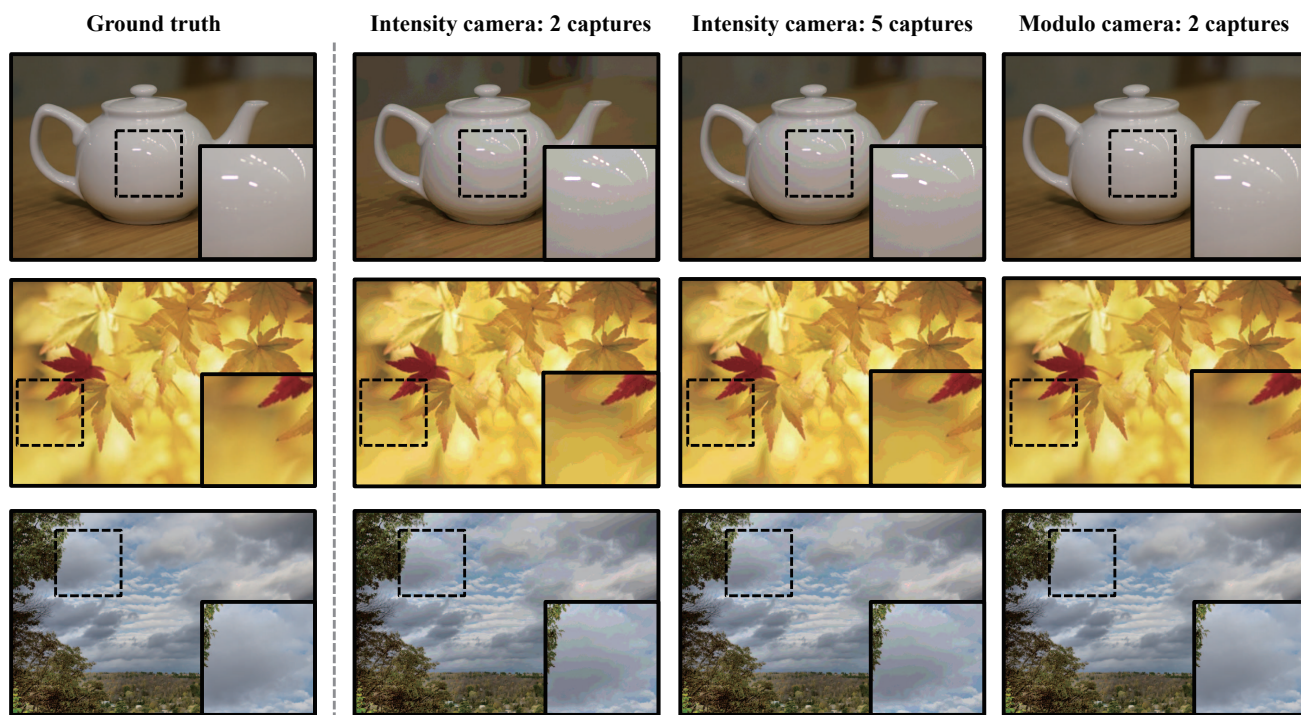 Ground truth
Intensity camera: 2 captures
Intensity camera: 5 captures
Modulo camera: 2 captures